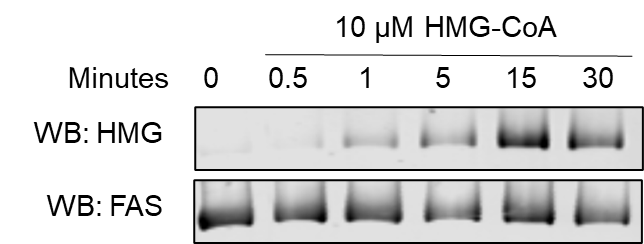 10 µM HMG-CoA
Minutes 0 0.5 1 5 15 30
WB: HMG
WB: FAS